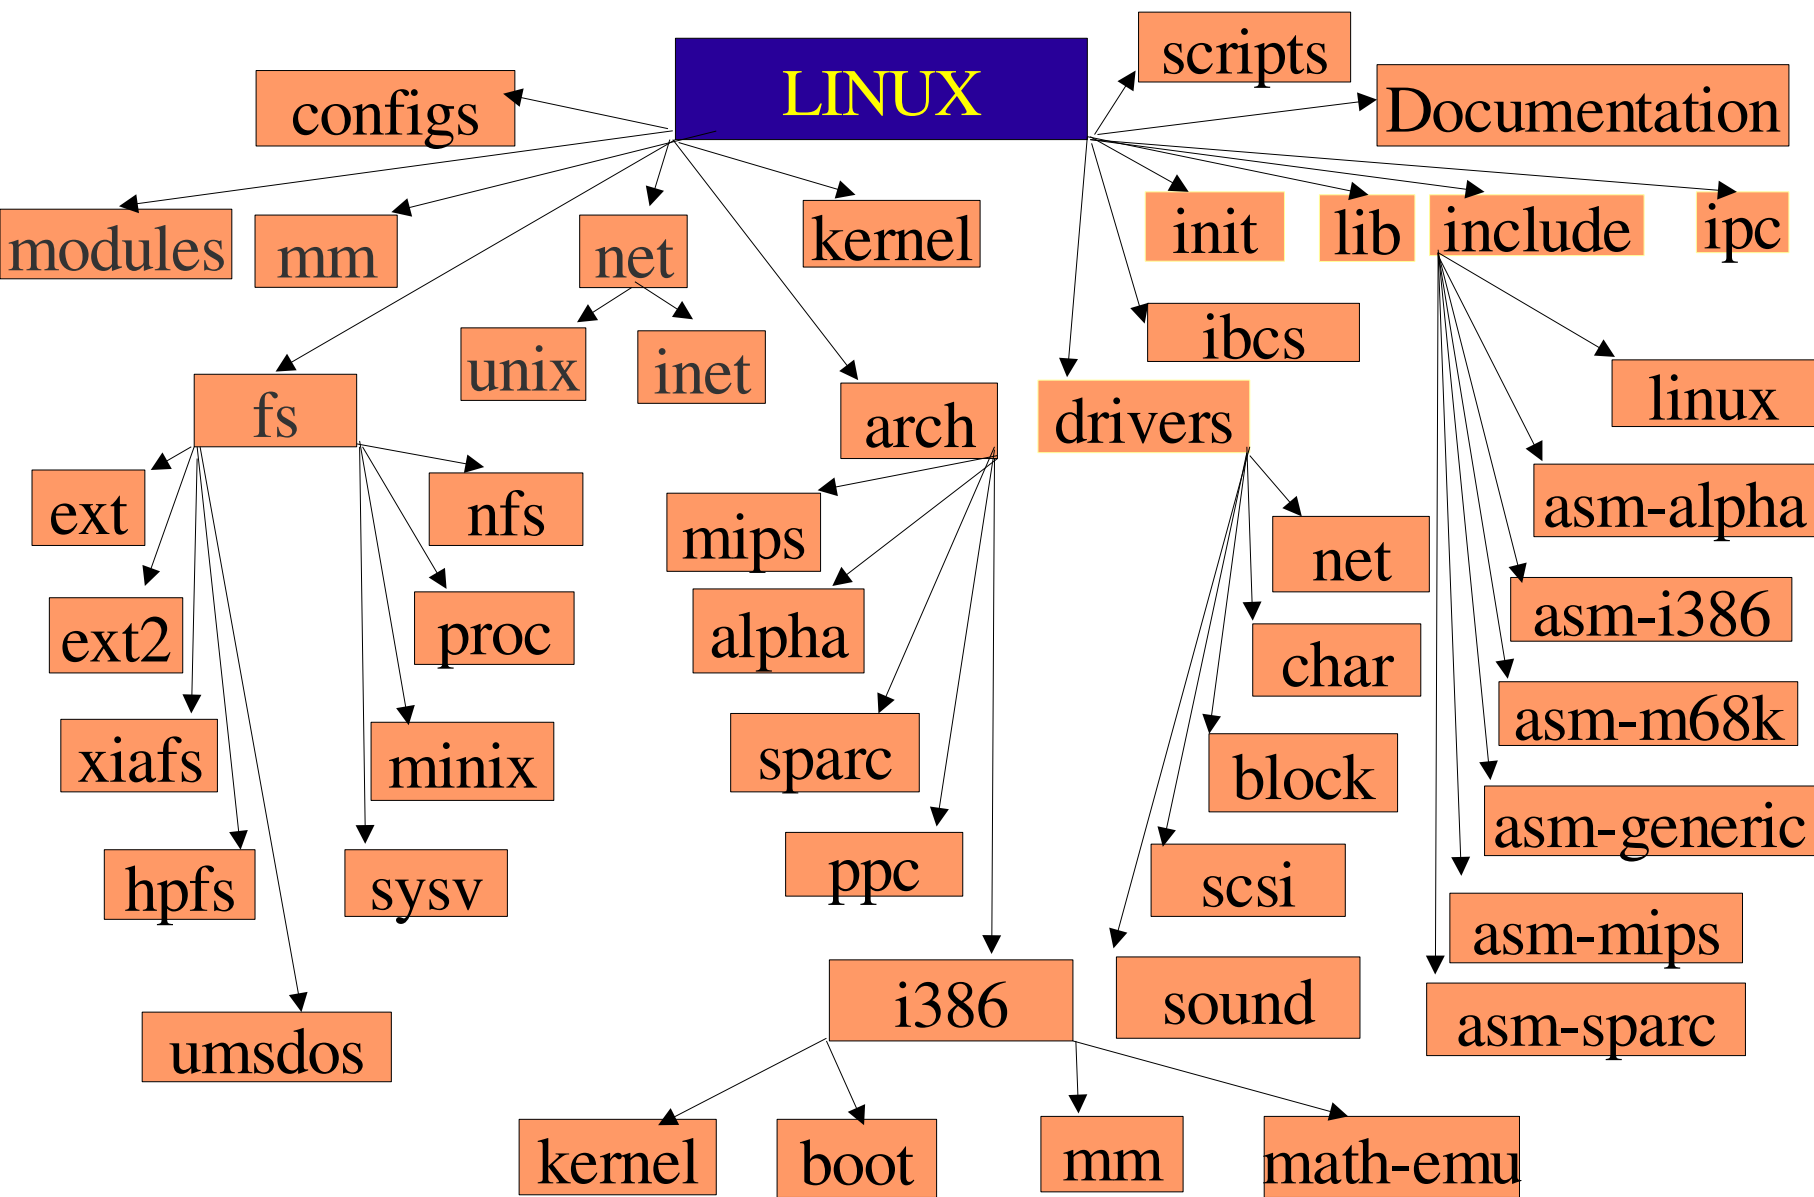 scripts
LINUX
configs
Documentation
modules
mm
net
kernel
init
lib
include
ipc
unix
inet
ibcs
linux
fs
arch
drivers
ext
nfs
mips
net
asm-alpha
ext2
proc
alpha
char
asm-i386
xiafs
minix
sparc
block
asm-m68k
hpfs
sysv
ppc
scsi
asm-generic
asm-mips
umsdos
i386
sound
asm-sparc
kernel
boot
mm
math-emu